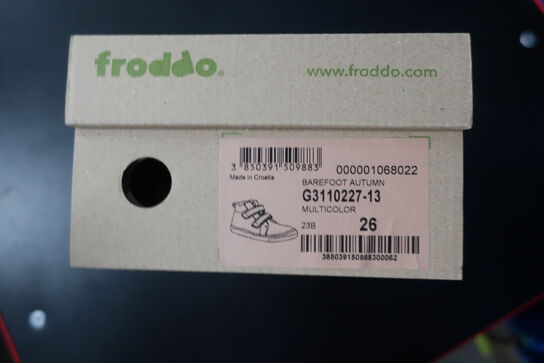 froddo®
www.froddo.com
3 850391 509883
000001068022
Made in Croatia
BAREFOOT AUTUMN
G3110227-13
MULTICOLOR
23B
26
385039150988300062